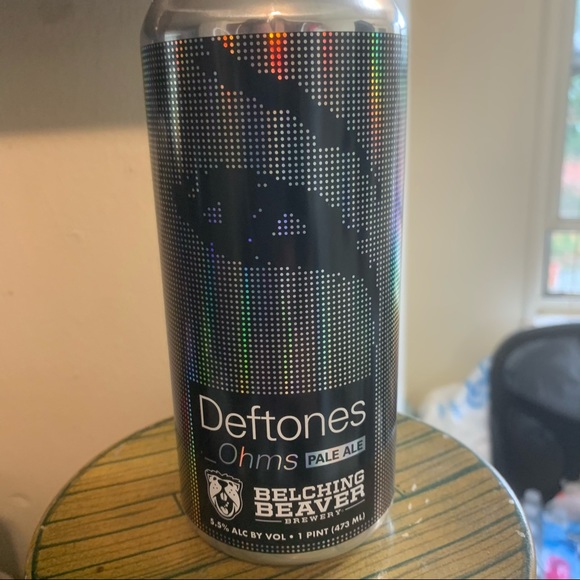 Deftones
Ohms PALE ALE
BELCHING
BEAVER
BREWERY
5.5% ALC BY VOL • 1 PINT (473 ML)